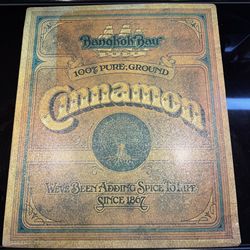 Bangkok Bay
100% PURE, GROUND
Cinnamon
WE'VE BEEN ADDING SPICE TO LIFE
SINCE 1867